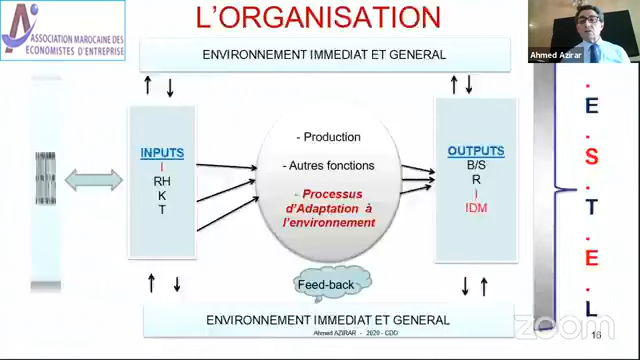 L'ORGANISATION
ASSOCIATION MAROCAINE DES
ECONOMISTES D'ENTREPRISE
Ahmed Azirar
ENVIRONNEMENT IMMEDIAT ET GENERAL
INPUTS
I
RH
K
T
- Production
- Autres fonctions
- Processus
d'Adaptation à
l'environnement
OUTPUTS
B/S
R
I
!DM
.
E
.
S
.
T
.
E
.
L
Feed-back
ENVIRONNEMENT IMMEDIAT ET GENERAL
Ahmed AZIRAR - 2020 - CDD
zoom
16